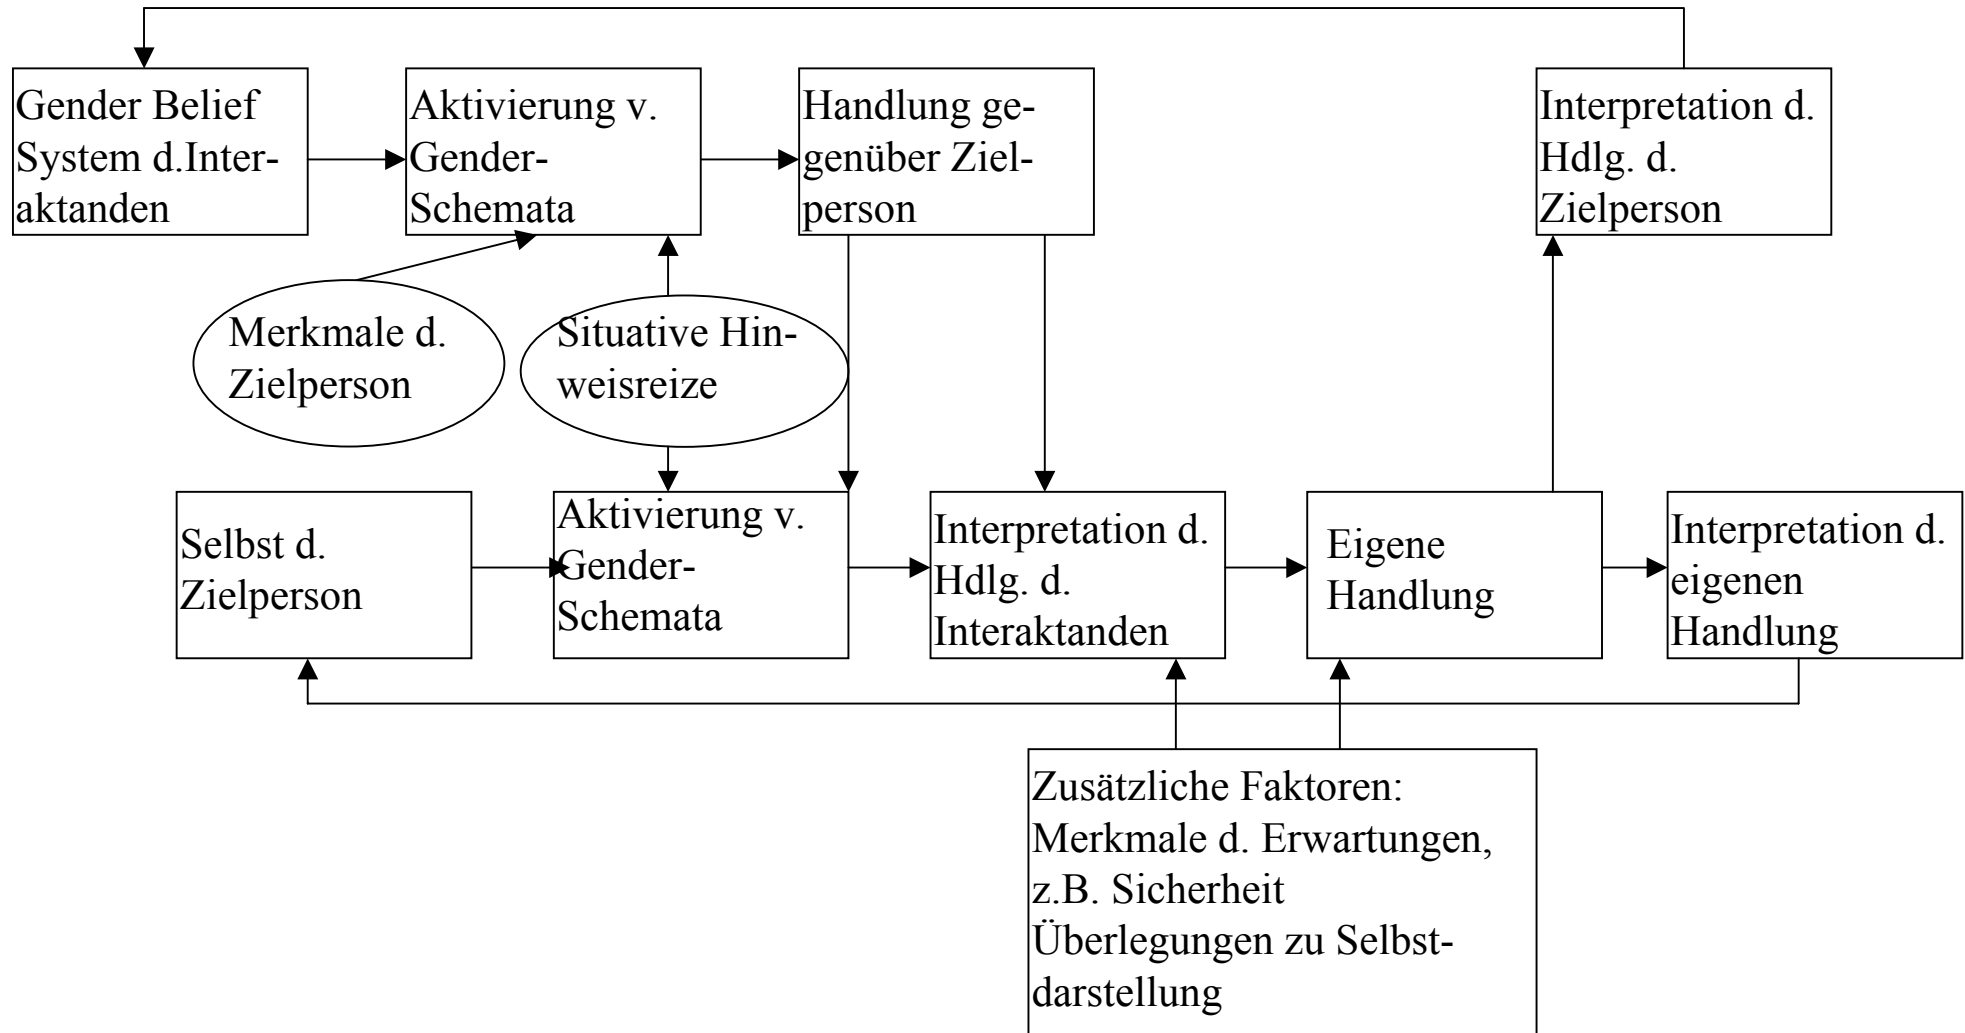 Gender Belief
System d.Inter-
aktanden
Aktivierung v.
Gender-
Schemata
Handlung ge-
genüber Ziel-
person
Interpretation d.
Hdlg. d.
Zielperson
Merkmale d.
Zielperson
Situative Hin-
weisreize
Selbst d.
Zielperson
Aktivierung v.
Gender-
Schemata
Interpretation d.
Hdlg. d.
Interaktanden
Eigene
Handlung
Interpretation d.
eigenen
Handlung
Zusätzliche Faktoren:
Merkmale d. Erwartungen,
z.B. Sicherheit
Überlegungen zu Selbst-
darstellung